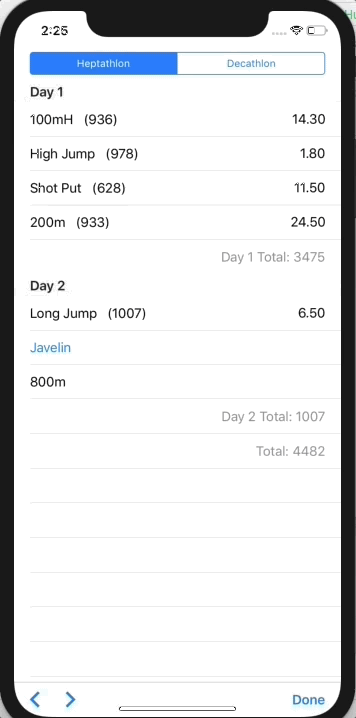 2:25
Heptathlon Decathlon
Day 1
100mH (936) 14.30
High Jump (978) 1.80
Shot Put (628) 11.50
200m (933) 24.50
Day 1 Total: 3475
Day 2
Long Jump (1007) 6.50
Javelin
800m
Day 2 Total: 1007
Total: 4482
Done